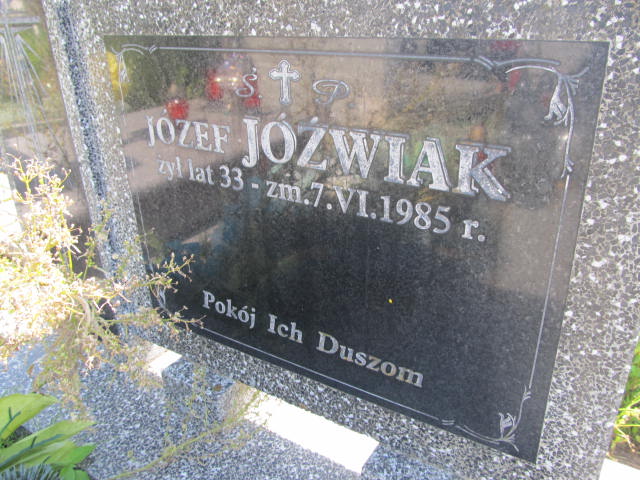 Ś P
JÓZEF JÓŹWIAK
żył lat 33 - zm.7.VI.1985 r.
Pokój Ich Duszom